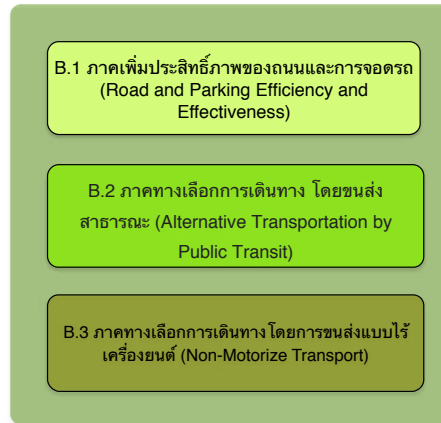 B.1 ภาคเพิ่มประสิทธิ์ภาพของถนนและการจอดรถ
(Road and Parking Efficiency and
Effectiveness)
B.2 ภาคทางเลือกการเดินทาง โดยขนส่ง
สาธารณะ (Alternative Transportation by
Public Transit)
B.3 ภาคทางเลือกการเดินทางโดยการขนส่งแบบไร้
เครื่องยนต์ (Non-Motorize Transport)